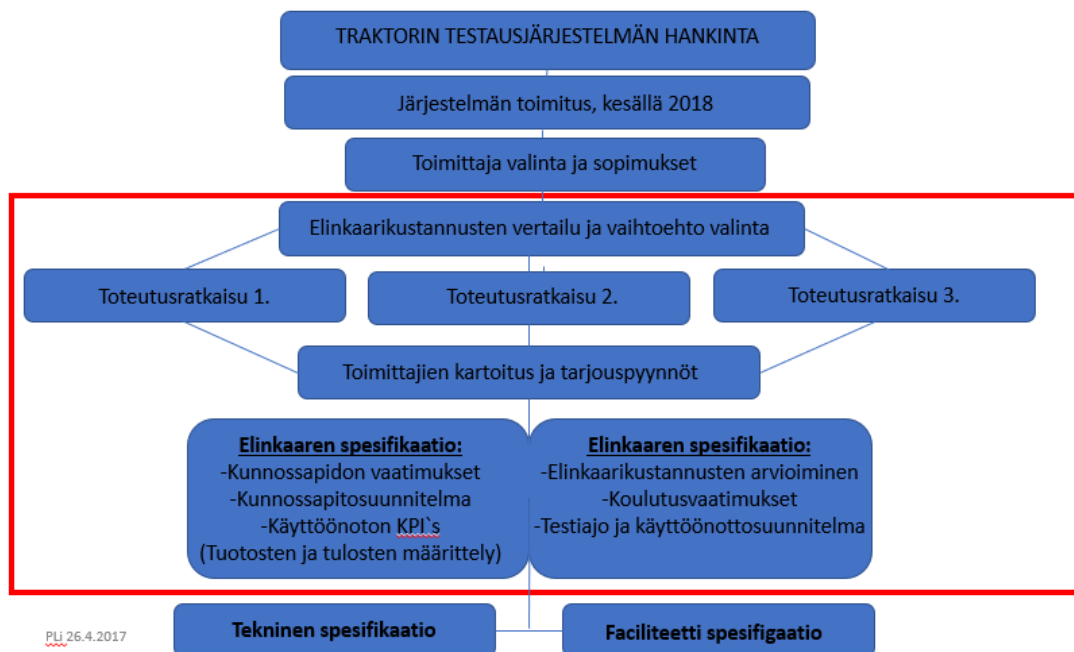 TRAKTORIN TESTAUSJÄRJESTELMÄN HANKINTA
Järjestelmän toimitus, kesällä 2018
Toimittaja valinta ja sopimukset
Elinkaarikustannusten vertailu ja vaihtoehto valinta
Toteutusratkaisu 1.
Toteutusratkaisu 2.
Toteutusratkaisu 3.
Toimittajien kartoitus ja tarjouspyynnöt
Elinkaaren spesifikaatio:
-Kunnossapidon vaatimukset
-Kunnossapitosuunnitelma
-Käyttöönoton KPI`s
(Tuotosten ja tulosten määrittely)
Elinkaaren spesifikaatio:
-Elinkaarikustannusten arvioiminen
-Koulutusvaatimukset
-Testiajo ja käyttöönottosuunnitelma
Tekninen spesifikaatio
Faciliteetti spesifigaatio
PLi 26.4.2017